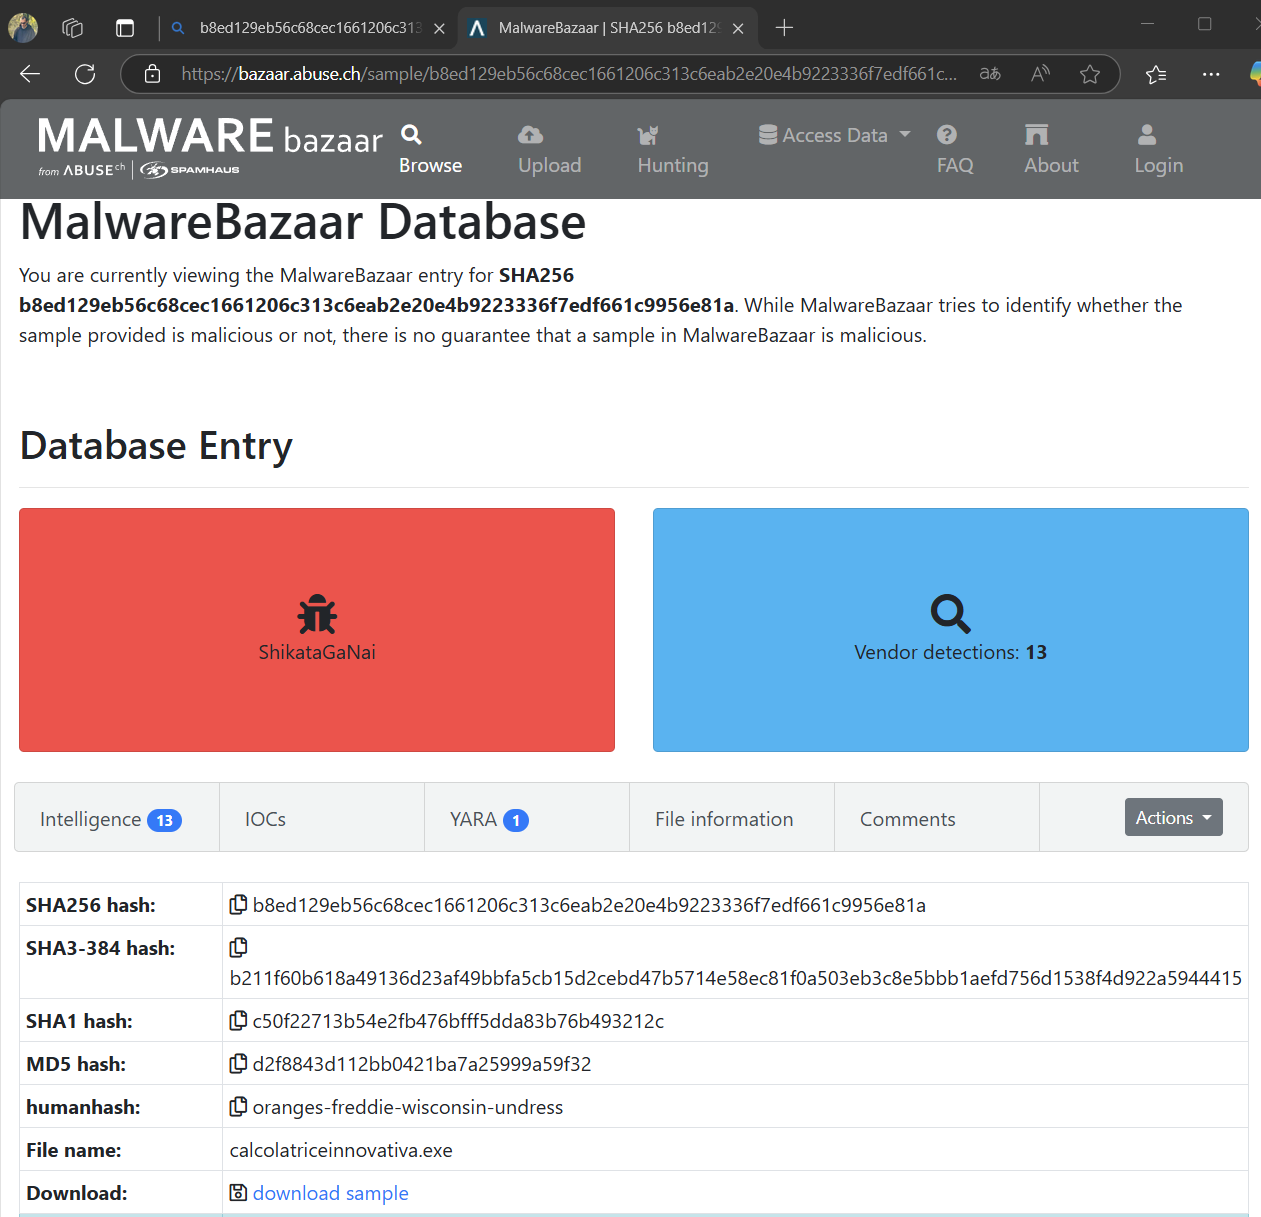 b8ed129eb56c68cec1661206c313
MalwareBazaar | SHA256 b8ed129
https://bazaar.abuse.ch/sample/b8ed129eb56c68cec1661206c313c6eab2e20e4b9223336f7edf661c...
MALWARE bazaar
from ABUSE ch | SPAMHAUS
Browse
Upload
Hunting
Access Data
FAQ
About
Login
MalwareBazaar Database
You are currently viewing the MalwareBazaar entry for SHA256
b8ed129eb56c68cec1661206c313c6eab2e20e4b9223336f7edf661c9956e81a. While MalwareBazaar tries to identify whether the
sample provided is malicious or not, there is no guarantee that a sample in MalwareBazaar is malicious.
Database Entry
ShikataGaNai
Vendor detections: 13
Intelligence 13
IOCs
YARA 1
File information
Comments
Actions
SHA256 hash: b8ed129eb56c68cec1661206c313c6eab2e20e4b9223336f7edf661c9956e81a
SHA3-384 hash:
b211f60b618a49136d23af49bbfa5cb15d2cebd47b5714e58ec81f0a503eb3c8e5bbb1aefd756d1538f4d922a5944415
SHA1 hash: c50f22713b54e2fb476bfff5dda83b76b493212c
MD5 hash: d2f8843d112bb0421ba7a25999a59f32
humanhash: oranges-freddie-wisconsin-undress
File name: calcolatriceinnovativa.exe
Download: download sample